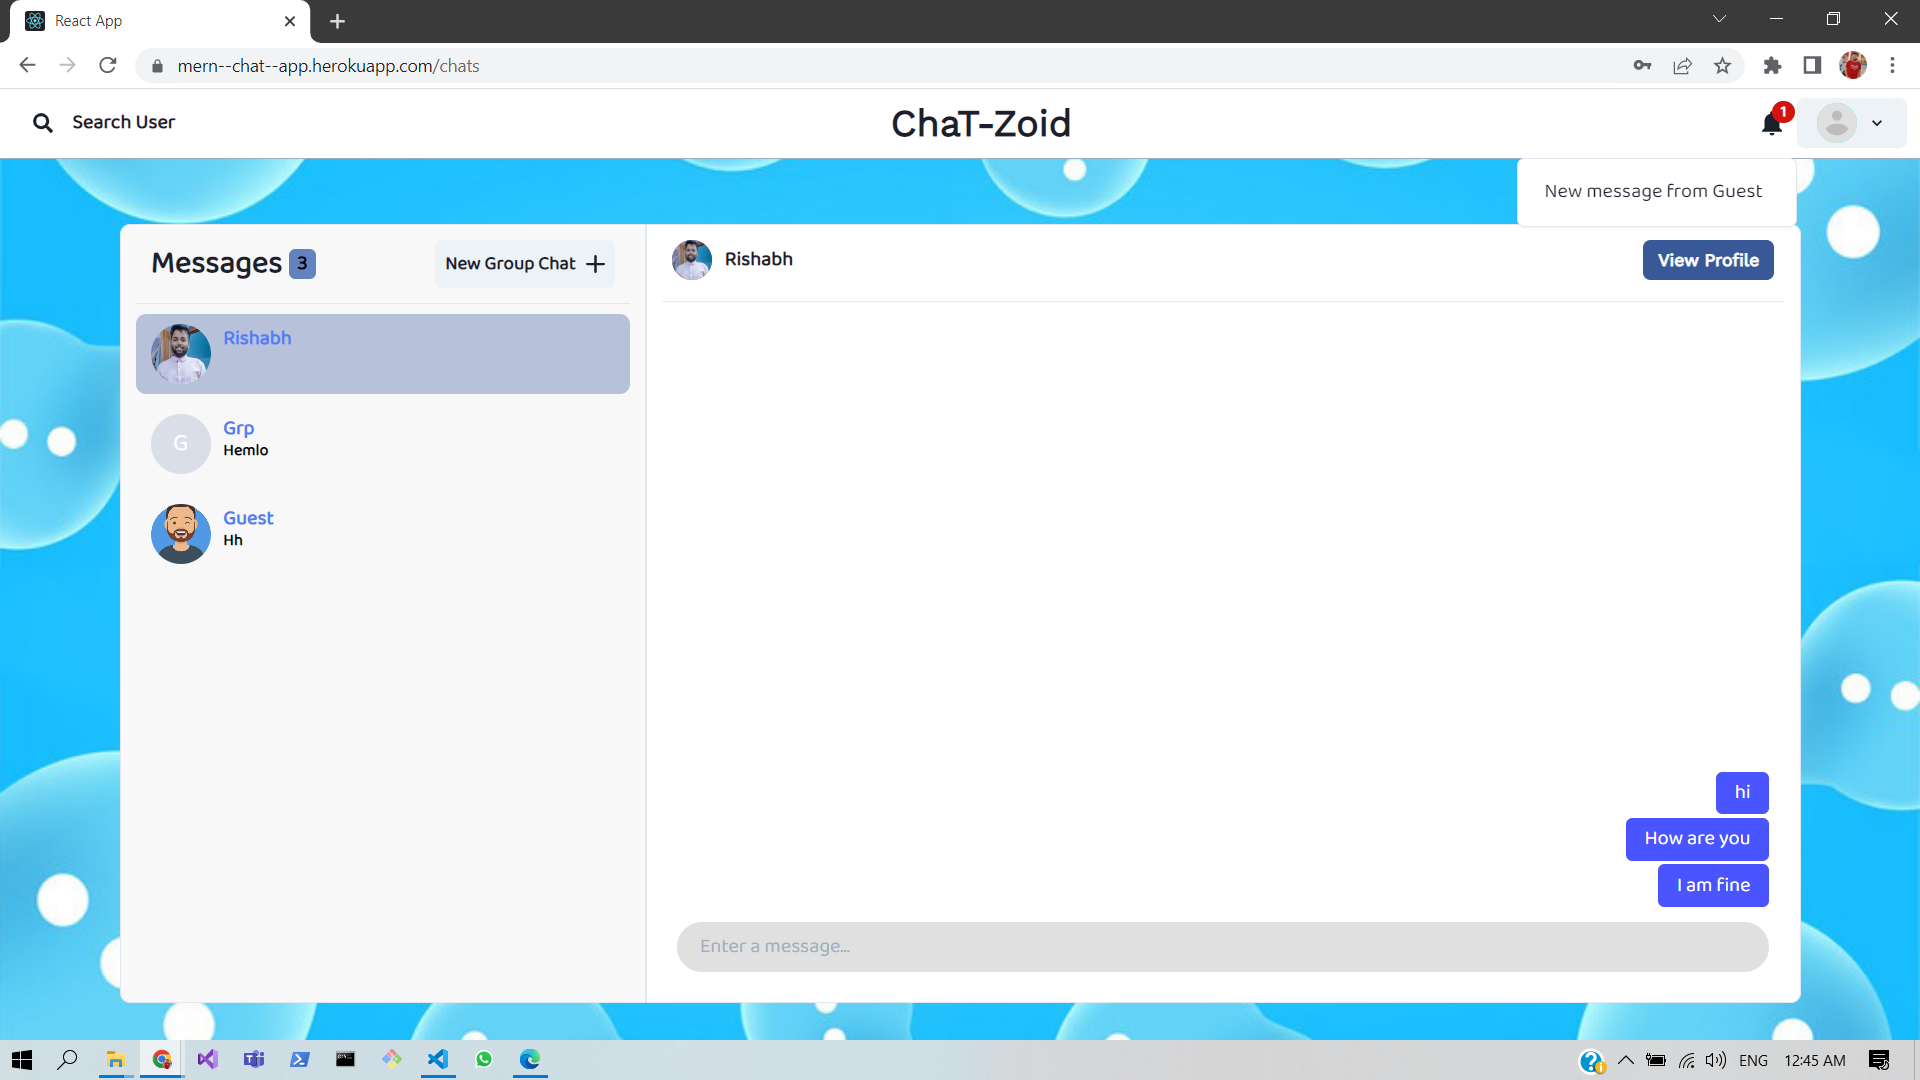 React App
mern--chat--app.herokuapp.com/chats
Search User
ChaT-Zoid
1
New message from Guest
Messages 3
New Group Chat
Rishabh
G
Grp
Hemlo
Guest
Hh
Rishabh
View Profile
hi
How are you
I am fine
Enter a message...
ENG
12:45 AM